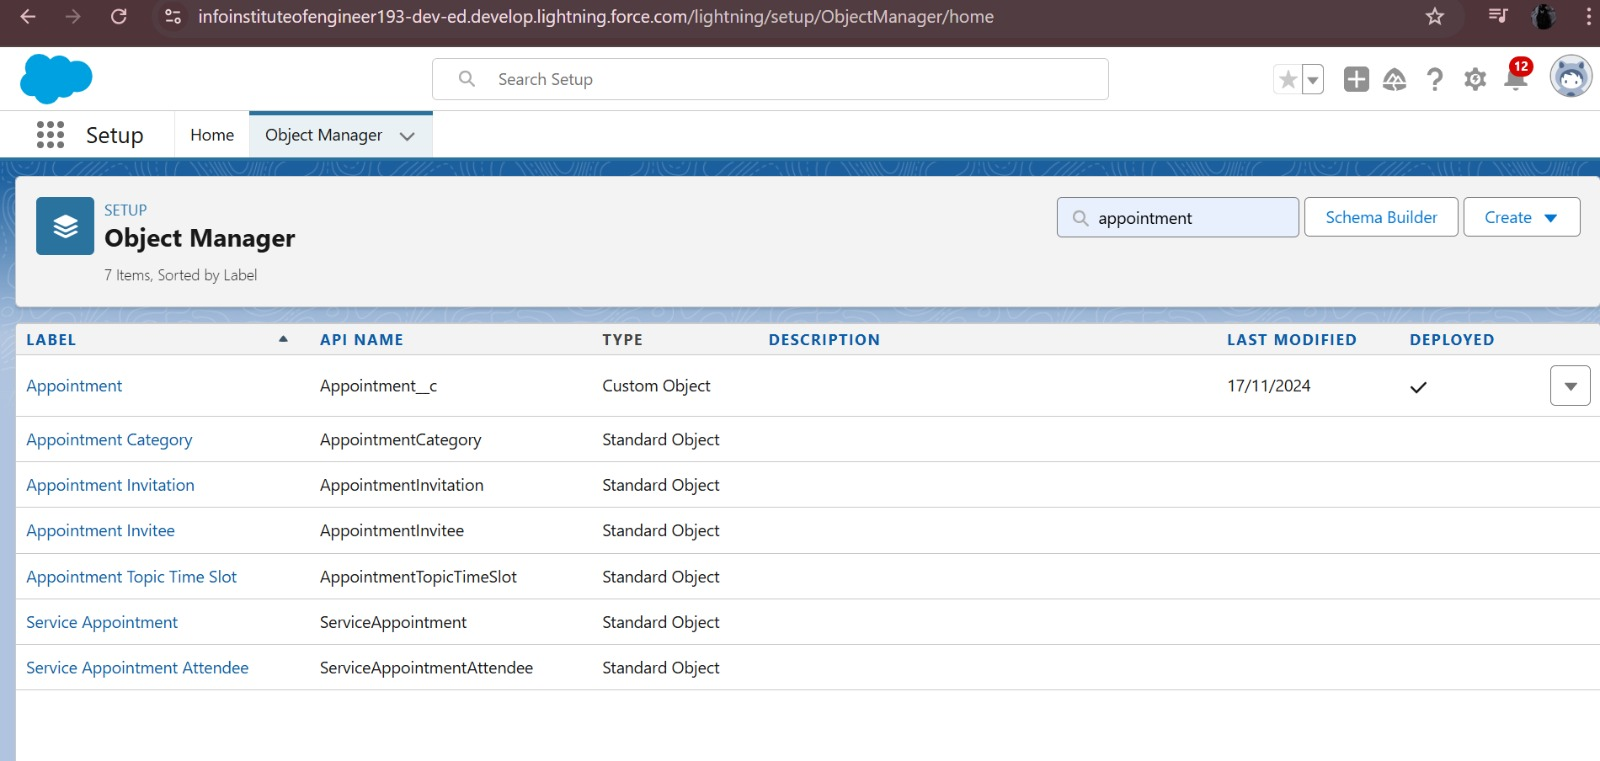 infoinstituteofengineer193-dev-ed.develop.lightning.force.com/lightning/setup/ObjectManager/home
Search Setup
12
Setup
Home
Object Manager
SETUP
Object Manager
7 Items, Sorted by Label
appointment
Schema Builder
Create
LABEL API NAME TYPE DESCRIPTION LAST MODIFIED DEPLOYED
Appointment Appointment__c Custom Object 17/11/2024
Appointment Category AppointmentCategory Standard Object
Appointment Invitation AppointmentInvitation Standard Object
Appointment Invitee AppointmentInvitee Standard Object
Appointment Topic Time Slot AppointmentTopicTimeSlot Standard Object
Service Appointment ServiceAppointment Standard Object
Service Appointment Attendee ServiceAppointmentAttendee Standard Object